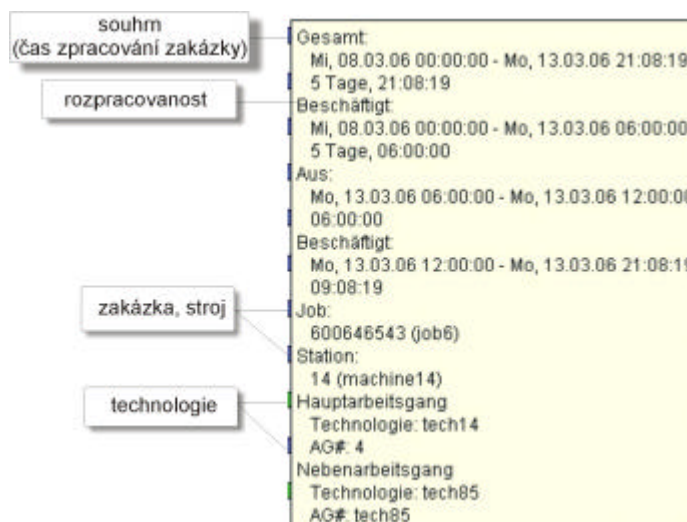 souhrn
(čas zpracování zakázky)
rozpracovanost
zakázka, stroj
technologie
Gesamt:
Mi, 08.03.06 00:00:00 - Mo, 13.03.06 21:08:19
5 Tage, 21:08:19
Beschäftigt:
Mi, 08.03.06 00:00:00 - Mo, 13.03.06 06:00:00
5 Tage, 06:00:00
Aus:
Mo, 13.03.06 06:00:00 - Mo, 13.03.06 12:00:00
06:00:00
Beschäftigt:
Mo, 13.03.06 12:00:00 - Mo, 13.03.06 21:08:19
09:08:19
Job:
600646543 (job6)
Station:
14 (machine14)
Hauptarbeitsgang
Technologie: tech14
AG#: 4
Nebenarbeitsgang
Technologie: tech85
AG#: tech85